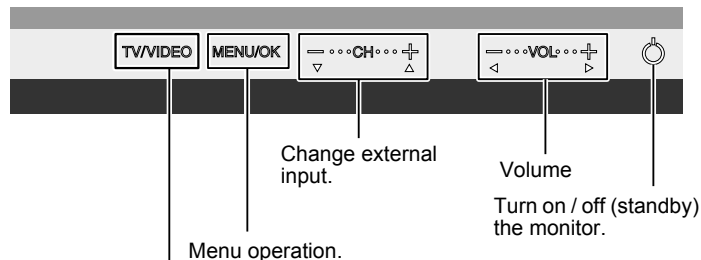 TV/VIDEO MENU/OK − CH + − VOL +
Change external
input.
Volume
Turn on / off (standby)
the monitor.
Menu operation.